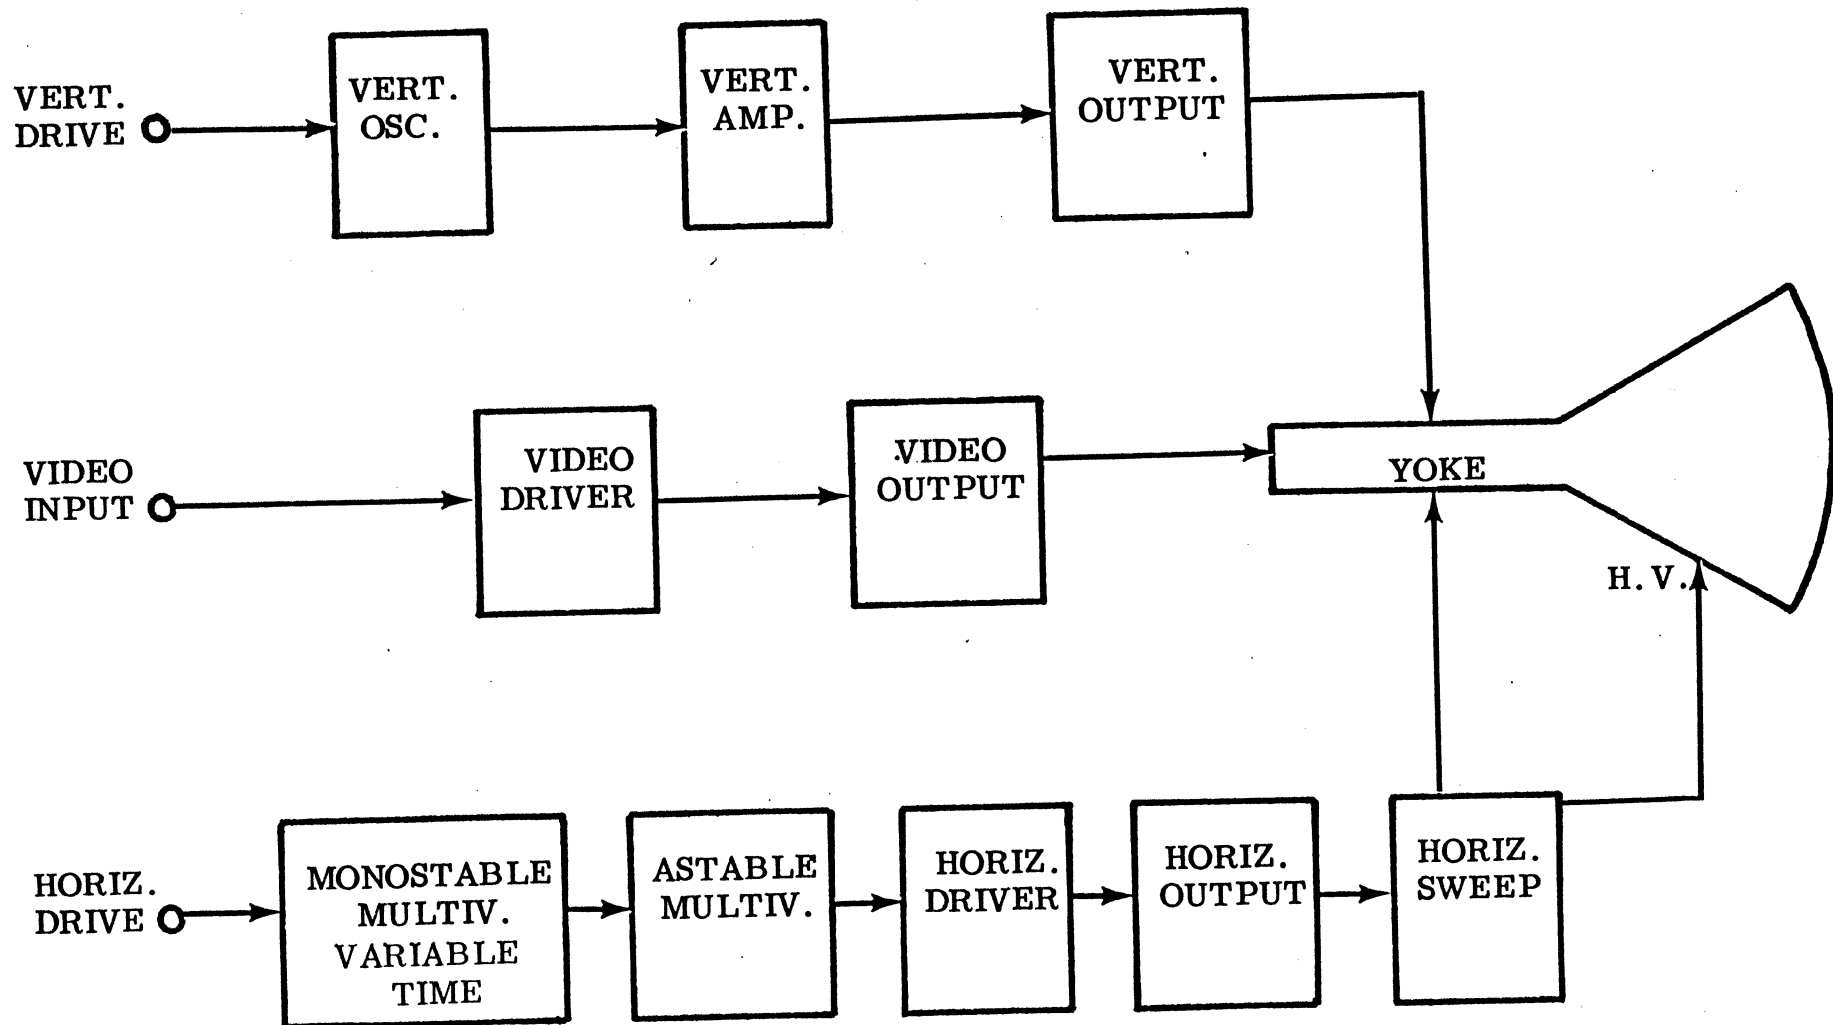 VERT.
DRIVE
VERT.
OSC.
VERT.
AMP.
VERT.
OUTPUT
VIDEO
INPUT
VIDEO
DRIVER
VIDEO
OUTPUT
YOKE
H. V.
HORIZ.
DRIVE
MONOSTABLE
MULTIV.
VARIABLE
TIME
ASTABLE
MULTIV.
HORIZ.
DRIVER
HORIZ.
OUTPUT
HORIZ.
SWEEP